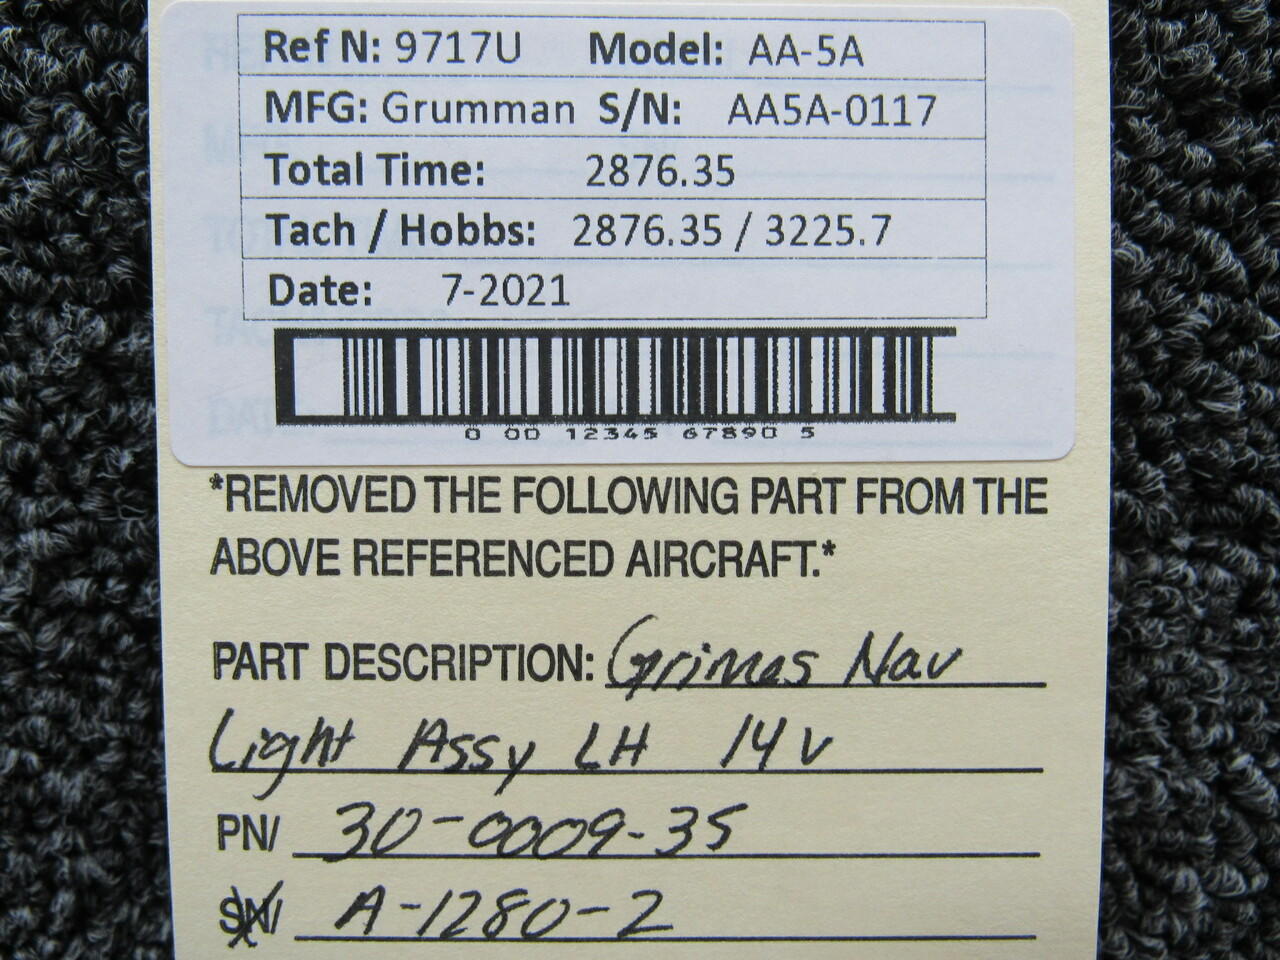 Ref N: 9717U Model: AA-5A
MFG: Grumman S/N: AA5A-0117
Total Time: 2876.35
Tach / Hobbs: 2876.35 / 3225.7
Date: 7-2021
0 00 12345 67890 5
*REMOVED THE FOLLOWING PART FROM THE
ABOVE REFERENCED AIRCRAFT.*
PART DESCRIPTION: Grimes Nav
Light Assy LH 14v
PN/ 30-0009-35
SN/ A-1280-2